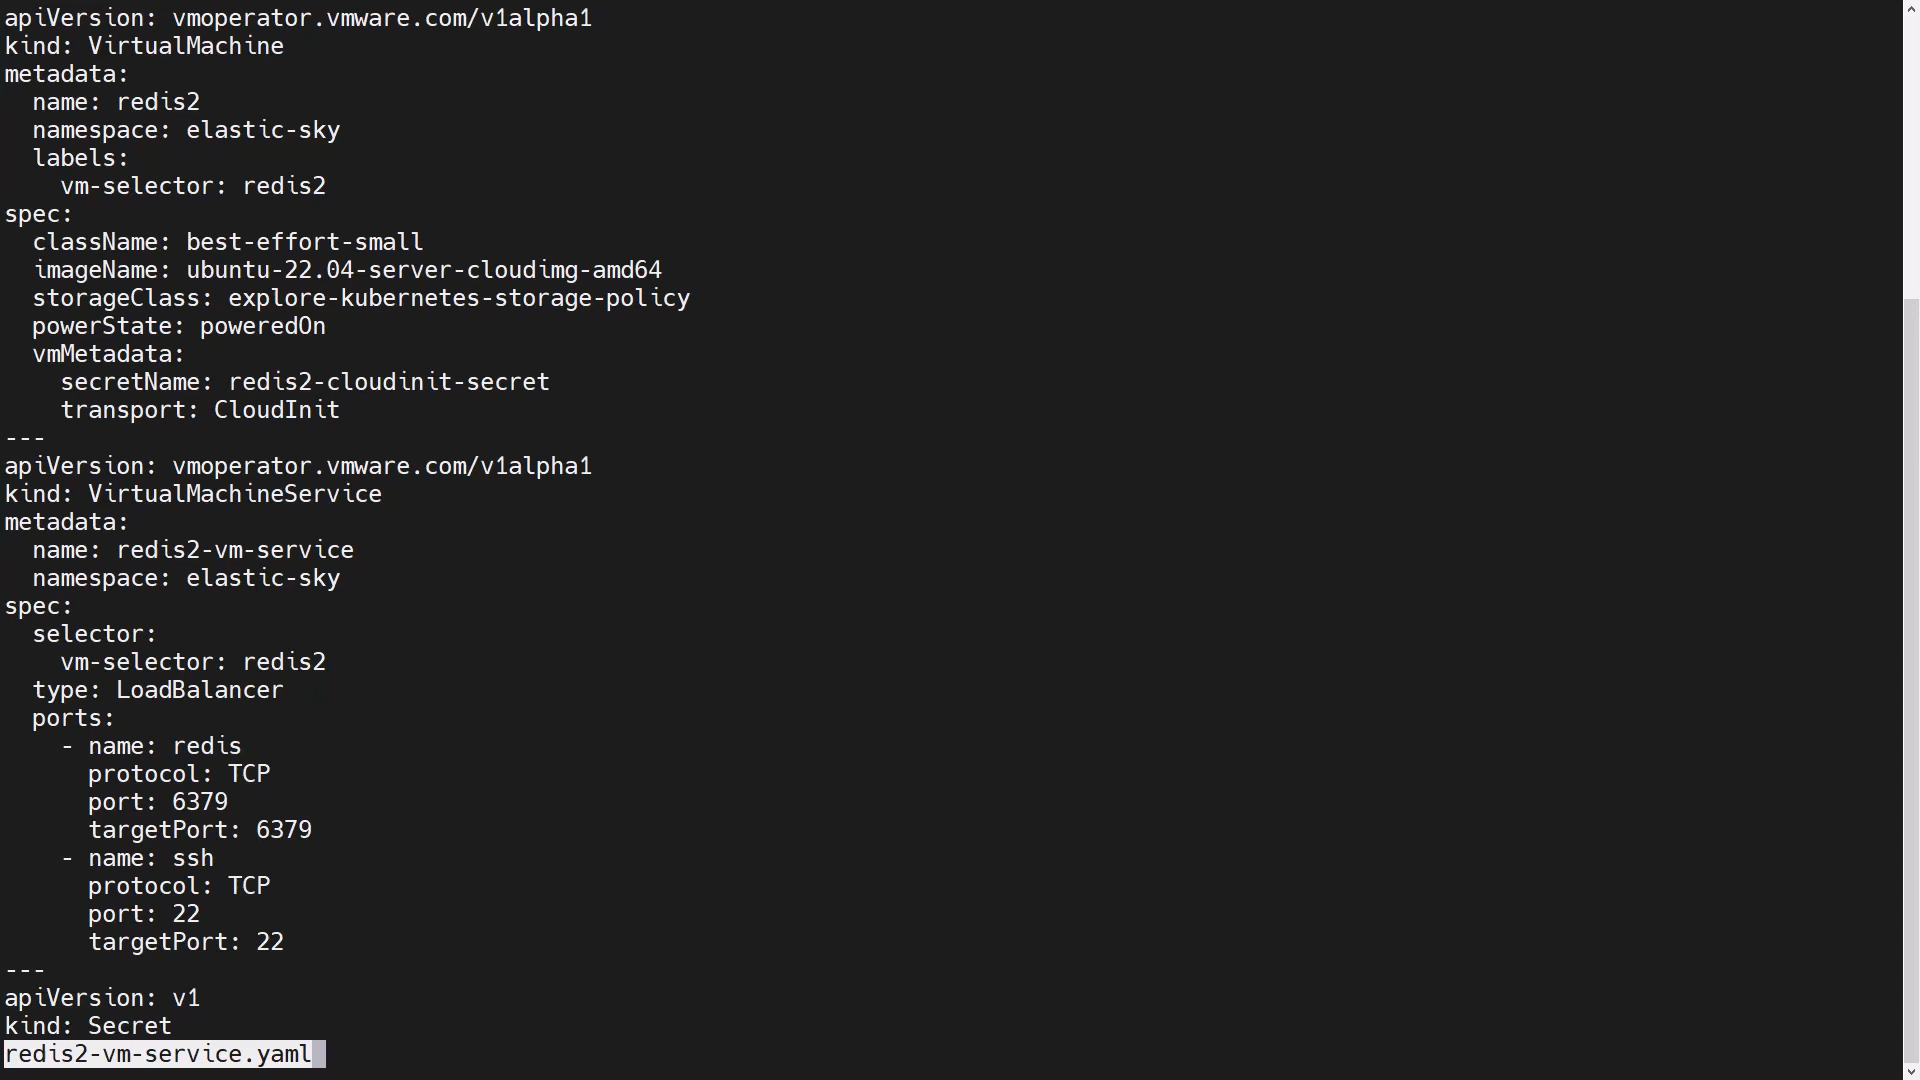 apiVersion: vmoperator.vmware.com/v1alpha1
kind: VirtualMachine
metadata:
  name: redis2
  namespace: elastic-sky
  labels:
    vm-selector: redis2
spec:
  className: best-effort-small
  imageName: ubuntu-22.04-server-cloudimg-amd64
  storageClass: explore-kubernetes-storage-policy
  powerState: poweredOn
  vmMetadata:
    secretName: redis2-cloudinit-secret
    transport: CloudInit
---
apiVersion: vmoperator.vmware.com/v1alpha1
kind: VirtualMachineService
metadata:
  name: redis2-vm-service
  namespace: elastic-sky
spec:
  selector:
    vm-selector: redis2
  type: LoadBalancer
  ports:
    - name: redis
      protocol: TCP
      port: 6379
      targetPort: 6379
    - name: ssh
      protocol: TCP
      port: 22
      targetPort: 22
---
apiVersion: v1
kind: Secret
redis2-vm-service.yaml